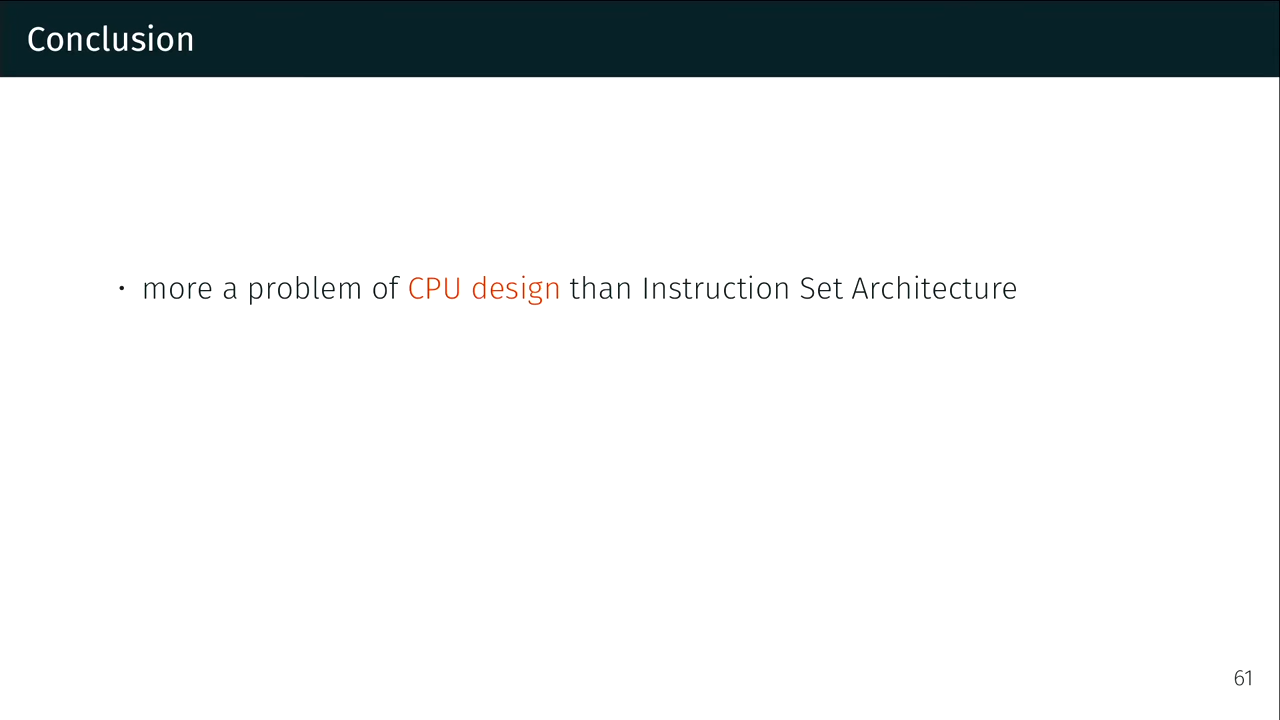 Conclusion
· more a problem of CPU design than Instruction Set Architecture
61